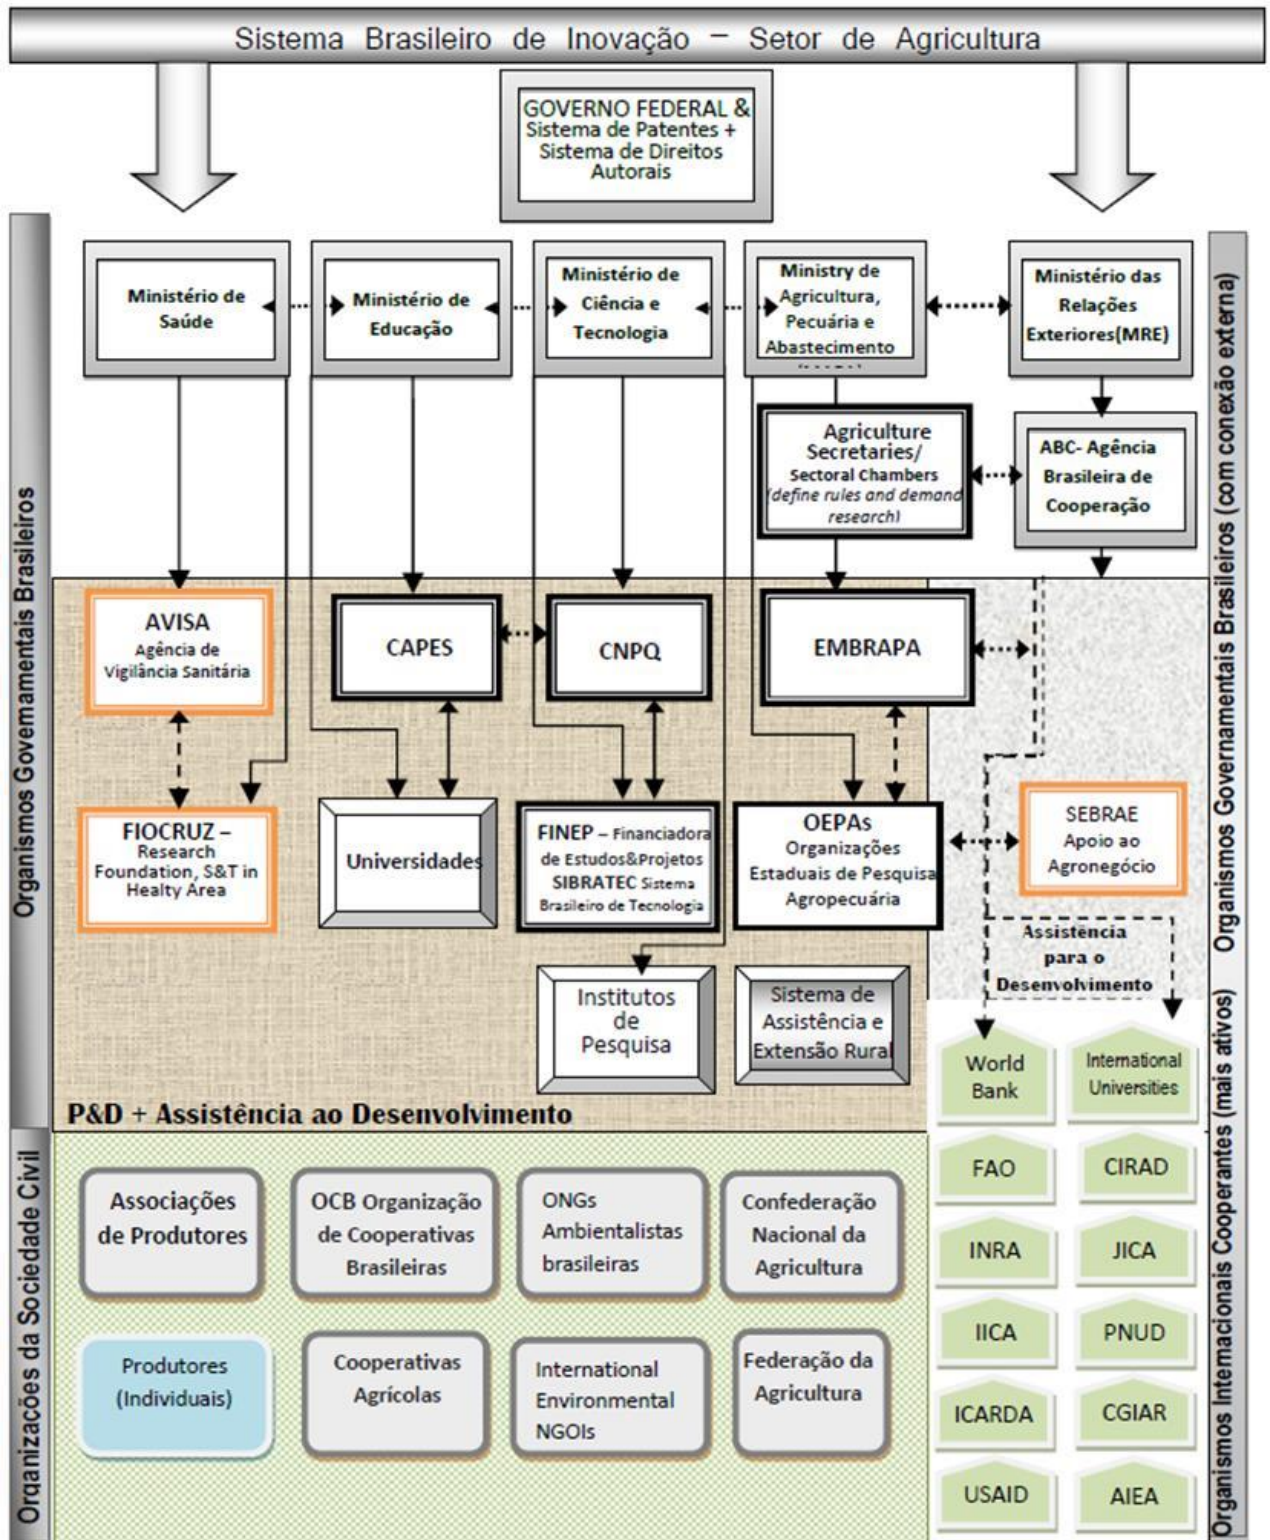 Sistema Brasileiro de Inovação – Setor de Agricultura
GOVERNO FEDERAL &
Sistema de Patentes +
Sistema de Direitos
Autorais
Organismos Governamentais Brasileiros
Ministério de
Saúde
Ministério de
Educação
Ministério de
Ciência e
Tecnologia
Ministry de
Agricultura,
Pecuária e
Abastecimento
Ministério das
Relações
Exteriores(MRE)
Organismos Governamentais Brasileiros (com conexão externa)
Agriculture
Secretaries/
Sectoral Chambers
(define rules and demand
research)
ABC- Agência
Brasileira de
Cooperação
AVISA
Agência de
Vigilância Sanitária
CAPES
CNPQ
EMBRAPA
FIOCRUZ –
Research
Foundation, S&T in
Healty Area
Universidades
FINEP – Financiadora
de Estudos&Projetos
SIBRATEC Sistema
Brasileiro de Tecnologia
OEPAs
Organizações
Estaduais de Pesquisa
Agropecuária
SEBRAE
Apoio ao
Agronegócio
Assistência
para o
Desenvolvimento
Institutos
de
Pesquisa
Sistema de
Assistência e
Extensão Rural
P&D + Assistência ao Desenvolvimento
Organizações da Sociedade Civil
Associações
de Produtores
OCB Organização
de Cooperativas
Brasileiras
ONGs
Ambientalistas
brasileiras
Confederação
Nacional da
Agricultura
Produtores
(Individuais)
Cooperativas
Agrícolas
International
Environmental
NGOIs
Federação da
Agricultura
Organismos Internacionais Cooperantes (mais ativos)
World
Bank
International
Universities
FAO
CIRAD
INRA
JICA
IICA
PNUD
ICARDA
CGIAR
USAID
AIEA